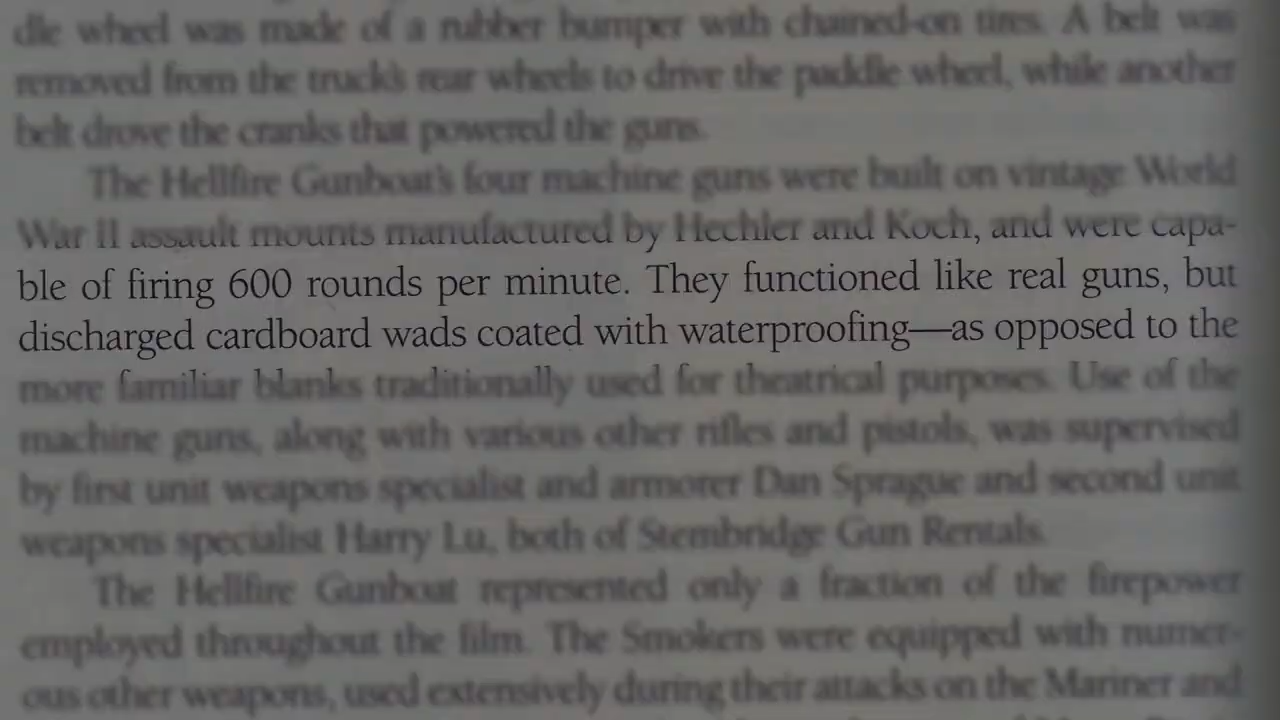 dle wheel was made of a rubber bumper with chained-on tires. A belt was
removed from the truck's rear wheels to drive the paddle wheel, while another
belt drove the cranks that powered the guns.
The Hellfire Gunboat's four machine guns were built on vintage World
War II assault mounts manufactured by Hechler and Koch, and were capa-
ble of firing 600 rounds per minute. They functioned like real guns, but
discharged cardboard wads coated with waterproofing—as opposed to the
more familiar blanks traditionally used for theatrical purposes. Use of the
machine guns, along with various other rifles and pistols, was supervised
by first unit weapons specialist and armorer Dan Sprague and second unit
weapons specialist Harry Lu, both of Stembridge Gun Rentals.
The Hellfire Gunboat represented only a fraction of the firepower
employed throughout the film. The Smokers were equipped with numer-
ous other weapons, used extensively during their attacks on the Mariner and